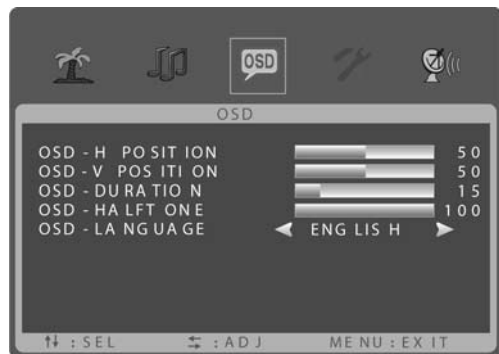 OSD
OSD
OSD - H POSITION 50
OSD - V POSITION 50
OSD - DURATION 15
OSD - HALFTONE 100
OSD - LANGUAGE ◀ ENGLISH ▶
↑↓ : SEL ⇆ : ADJ MENU : EXIT